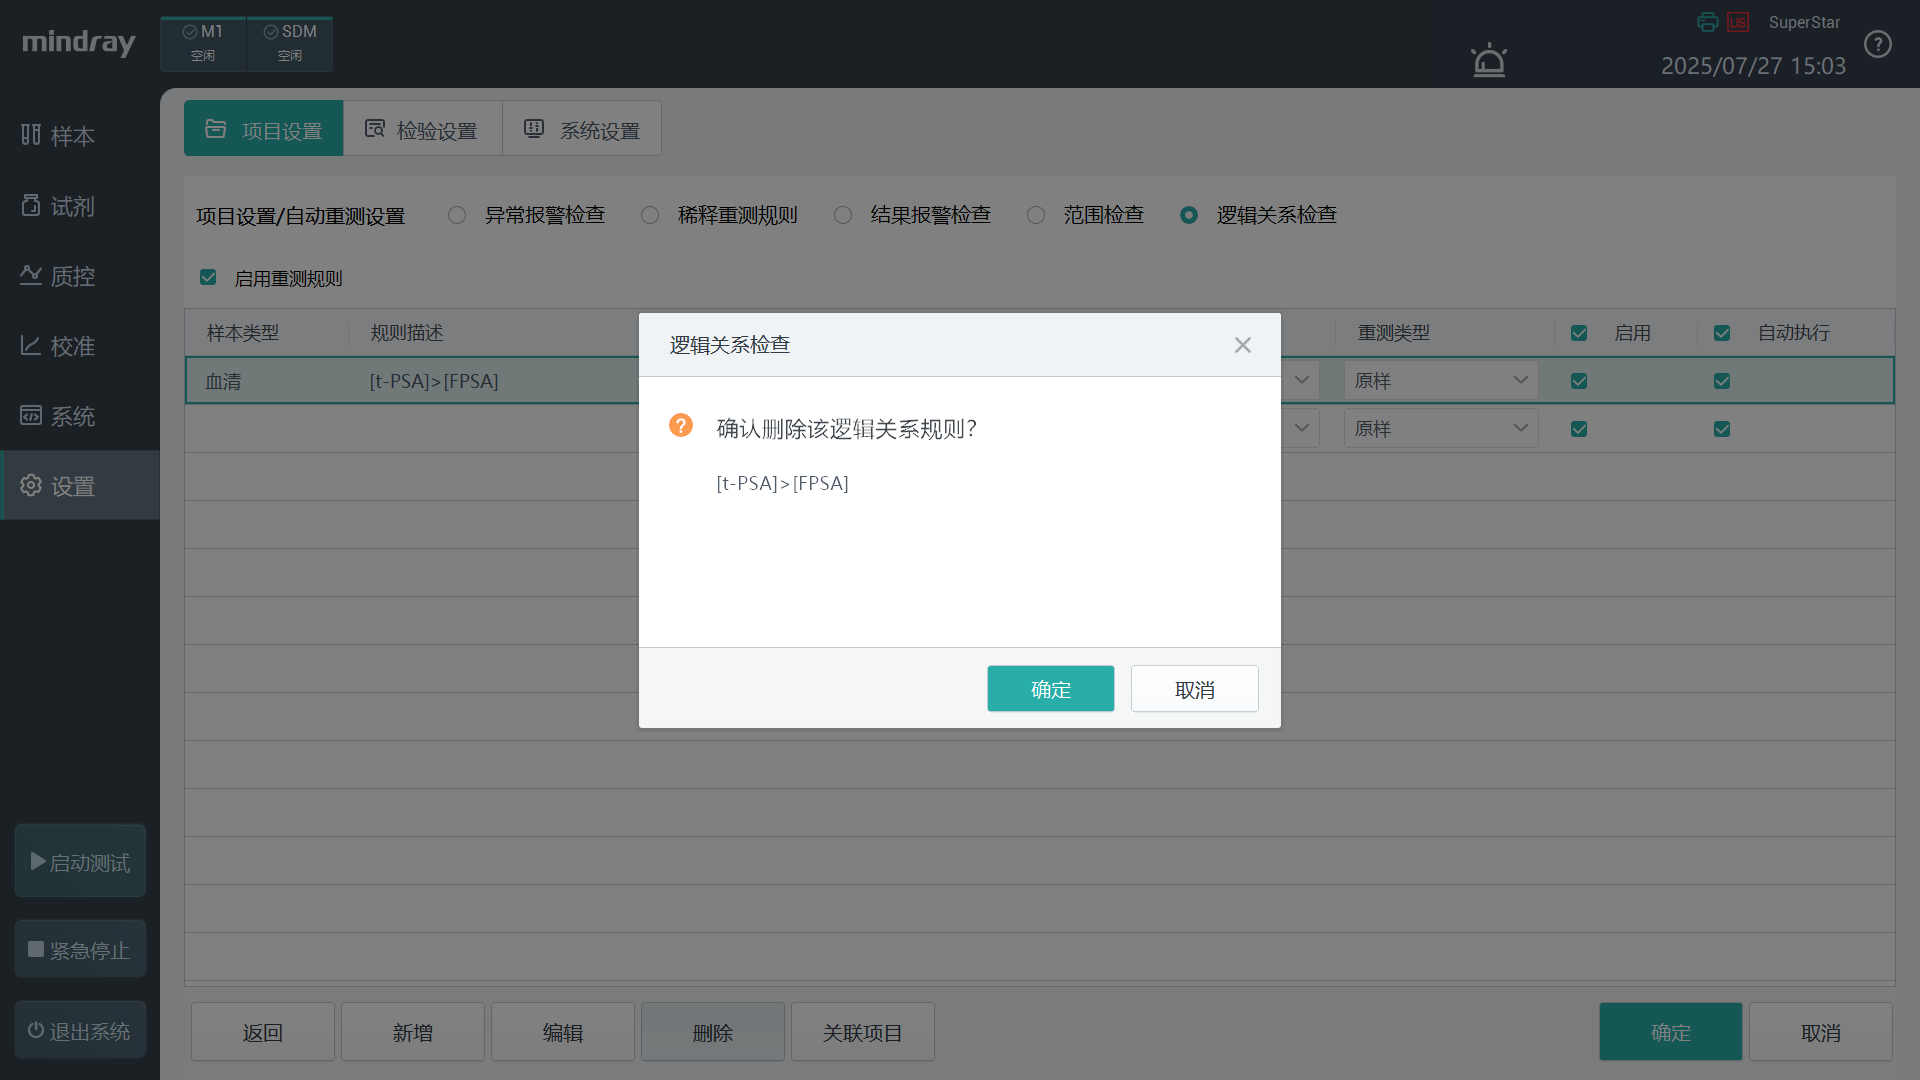 mindray
M1
空闲
SDM
空闲
LIS
SuperStar
2025/07/27 15:03
样本
试剂
质控
校准
系统
设置
启动测试
紧急停止
退出系统
项目设置
检验设置
系统设置
项目设置/自动重测设置
异常报警检查
稀释重测规则
结果报警检查
范围检查
逻辑关系检查
启用重测规则
样本类型
规则描述
重测类型
启用
自动执行
血清
[t-PSA]>[FPSA]
原样
原样
逻辑关系检查
确认删除该逻辑关系规则?
[t-PSA]>[FPSA]
确定
取消
返回
新增
编辑
删除
关联项目
确定
取消